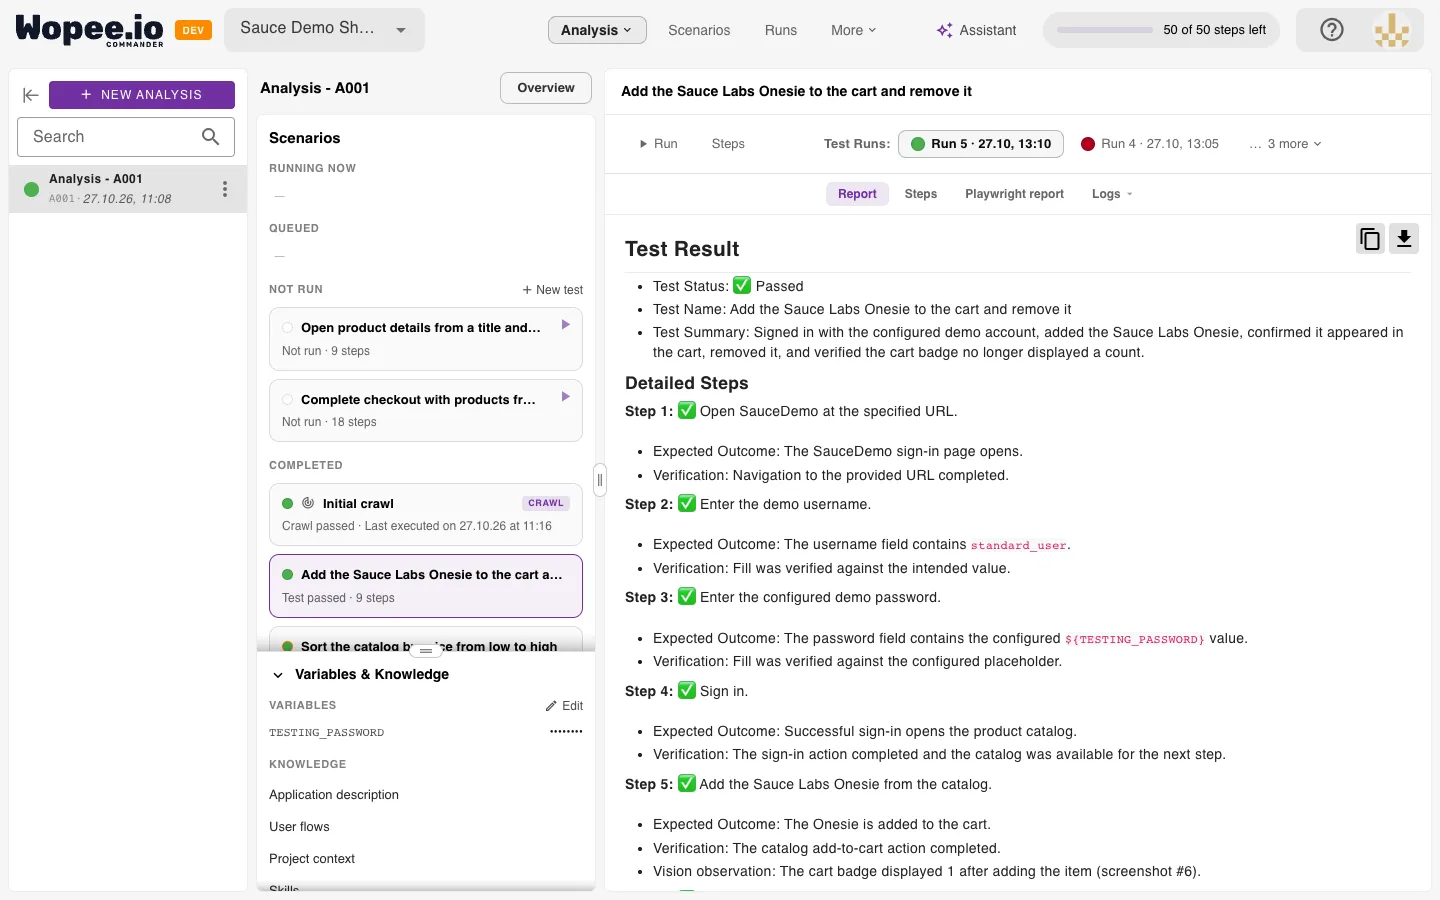 Wopee.io
COMMANDER
DEV
Sauce Demo Sh...
Analysis
Scenarios
Runs
More
Assistant
50 of 50 steps left
+ NEW ANALYSIS
Search
Analysis - A001
A001 · 27.10.26, 11:08
Analysis - A001
Overview
Scenarios
RUNNING NOW
—
QUEUED
—
NOT RUN
+ New test
Open product details from a title and...
Not run · 9 steps
Complete checkout with products fr...
Not run · 18 steps
COMPLETED
Initial crawl
CRAWL
Crawl passed · Last executed on 27.10.26 at 11:16
Add the Sauce Labs Onesie to the cart a...
Test passed · 9 steps
Sort the catalog by price from low to high
Variables & Knowledge
VARIABLES
Edit
TESTING_PASSWORD
••••••••
KNOWLEDGE
Application description
User flows
Project context
Skills
Add the Sauce Labs Onesie to the cart and remove it
Run
Steps
Test Runs:
Run 5 · 27.10, 13:10
Run 4 · 27.10, 13:05
... 3 more
Report
Steps
Playwright report
Logs
Test Result
• Test Status: ✅ Passed
• Test Name: Add the Sauce Labs Onesie to the cart and remove it
• Test Summary: Signed in with the configured demo account, added the Sauce Labs Onesie, confirmed it appeared in
the cart, removed it, and verified the cart badge no longer displayed a count.
Detailed Steps
Step 1: ✅ Open SauceDemo at the specified URL.
• Expected Outcome: The SauceDemo sign-in page opens.
• Verification: Navigation to the provided URL completed.
Step 2: ✅ Enter the demo username.
• Expected Outcome: The username field contains standard_user.
• Verification: Fill was verified against the intended value.
Step 3: ✅ Enter the configured demo password.
• Expected Outcome: The password field contains the configured ${TESTING_PASSWORD} value.
• Verification: Fill was verified against the configured placeholder.
Step 4: ✅ Sign in.
• Expected Outcome: Successful sign-in opens the product catalog.
• Verification: The sign-in action completed and the catalog was available for the next step.
Step 5: ✅ Add the Sauce Labs Onesie from the catalog.
• Expected Outcome: The Onesie is added to the cart.
• Verification: The catalog add-to-cart action completed.
• Vision observation: The cart badge displayed 1 after adding the item (screenshot #6).